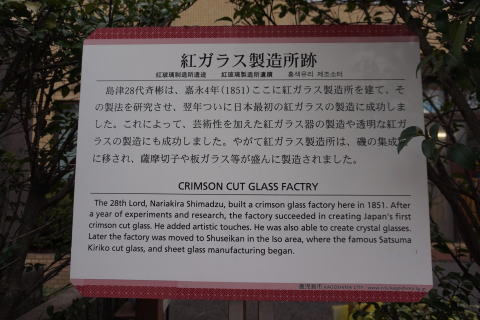 紅ガラス製造所跡
紅玻璃制造所遗迹 紅玻璃製造所遺蹟 홍색유리 제조소터
島津28代斉彬は、嘉永4年(1851)ここに紅ガラス製造所を建て、そ
の製法を研究させ、翌年ついに日本最初の紅ガラスの製造に成功しま
した。これによって、芸術性を加えた紅ガラス器の製造や透明な紅ガ
ラスの製造にも成功しました。やがて紅ガラス製造所は、磯の集成館
に移され、薩摩切子や板ガラス等が盛んに製造されました。
CRIMSON CUT GLASS FACTRY
The 28th Lord, Nariakira Shimadzu, built a crimson glass factory here in 1851. After
a year of experiments and research, the factory succeeded in creating Japan's first
crimson cut glass. He added artistic touches. He was also able to create crystal glasses.
Later the factory was moved to Shuseikan in the Iso area, where the famous Satsuma
Kiriko cut glass, and sheet glass manufacturing began.
鹿児島市 KAGOSHIMA CITY www.city.kagoshima.lg.jp